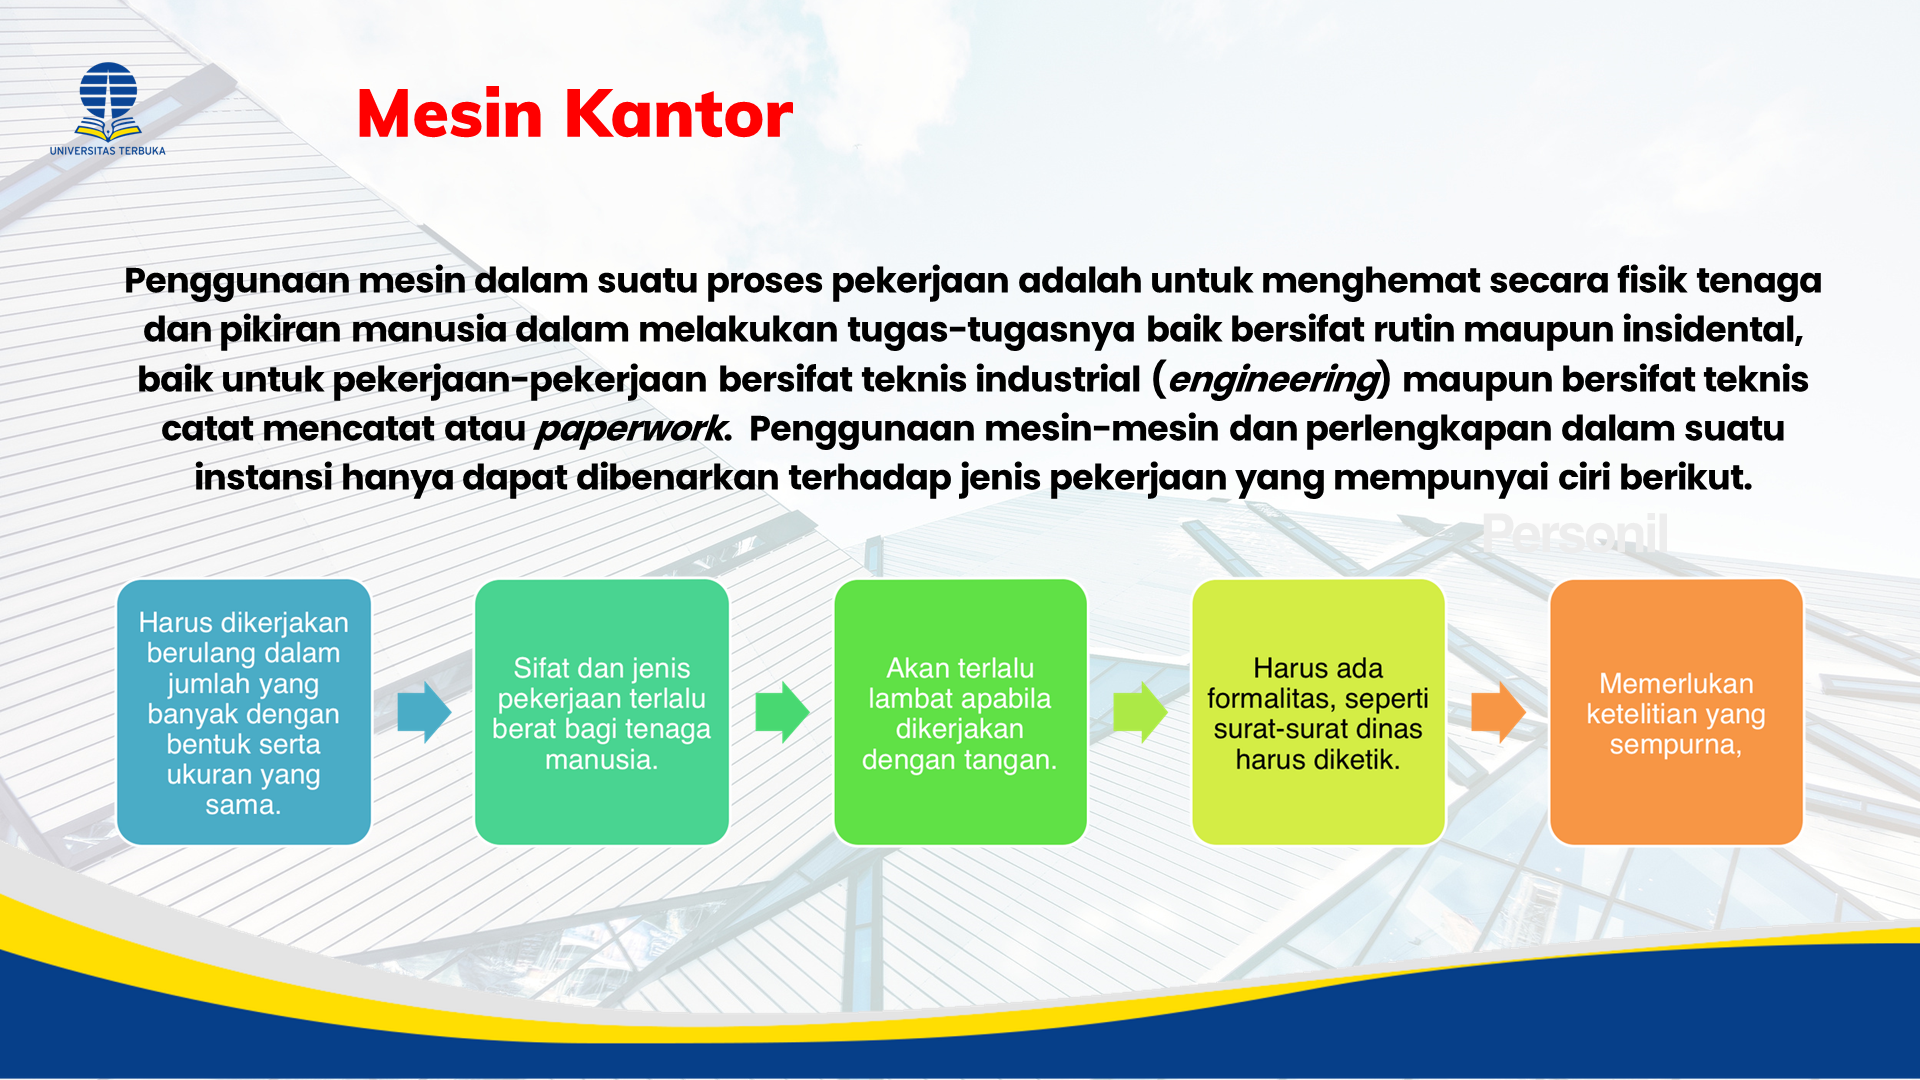 UNIVERSITAS TERBUKA
Mesin Kantor
Penggunaan mesin dalam suatu proses pekerjaan adalah untuk menghemat secara fisik tenaga
dan pikiran manusia dalam melakukan tugas-tugasnya baik bersifat rutin maupun insidental,
baik untuk pekerjaan-pekerjaan bersifat teknis industrial (engineering) maupun bersifat teknis
catat mencatat atau paperwork. Penggunaan mesin-mesin dan perlengkapan dalam suatu
instansi hanya dapat dibenarkan terhadap jenis pekerjaan yang mempunyai ciri berikut.
Personil
Harus dikerjakan
berulang dalam
jumlah yang
banyak dengan
bentuk serta
ukuran yang
sama.
Sifat dan jenis
pekerjaan terlalu
berat bagi tenaga
manusia.
Akan terlalu
lambat apabila
dikerjakan
dengan tangan.
Harus ada
formalitas, seperti
surat-surat dinas
harus diketik.
Memerlukan
ketelitian yang
sempurna,